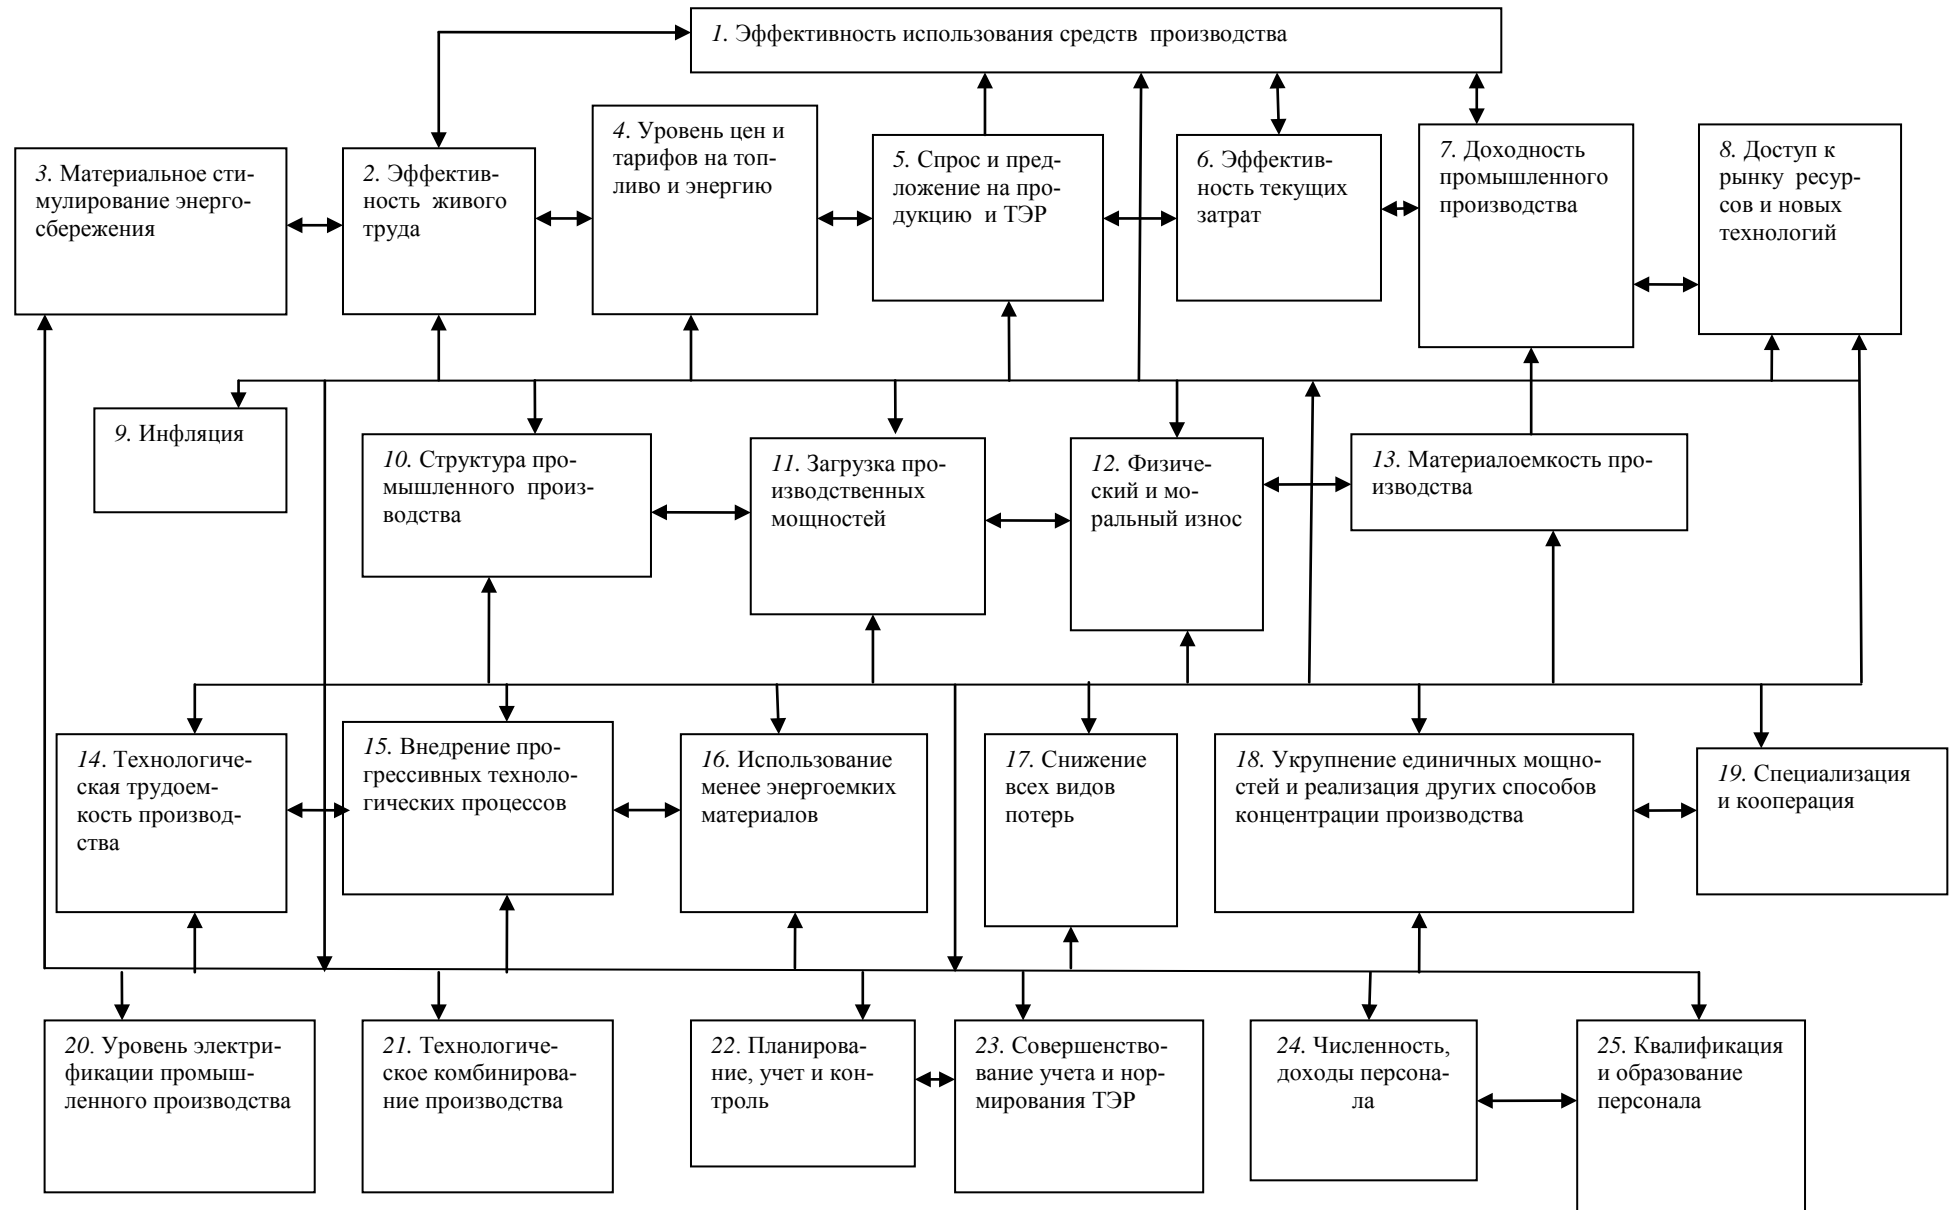 1. Эффективность использования средств производства
3. Материальное сти-
мулирование энерго-
сбережения
2. Эффектив-
ность живого
труда
4. Уровень цен и
тарифов на топ-
ливо и энергию
5. Спрос и пред-
ложение на про-
дукцию и ТЭР
6. Эффектив-
ность текущих
затрат
7. Доходность
промышленного
производства
8. Доступ к
рынку ресур-
сов и новых
технологий
9. Инфляция
10. Структура про-
мышленного произ-
водства
11. Загрузка про-
изводственных
мощностей
12. Физиче-
ский и мо-
ральный износ
13. Материалоемкость про-
изводства
14. Технологиче-
ская трудоем-
кость производ-
ства
15. Внедрение про-
грессивных техноло-
гических процессов
16. Использование
менее энергоемких
материалов
17. Снижение
всех видов
потерь
18. Укрупнение единичных мощно-
стей и реализация других способов
концентрации производства
19. Специализация
и кооперация
20. Уровень электри-
фикации промыш-
ленного производства
21. Технологиче-
ское комбинирова-
ние производства
22. Планирова-
ние, учет и кон-
троль
23. Совершенство-
вание учета и нор-
мирования ТЭР
24. Численность,
доходы персона-
ла
25. Квалификация
и образование
персонала